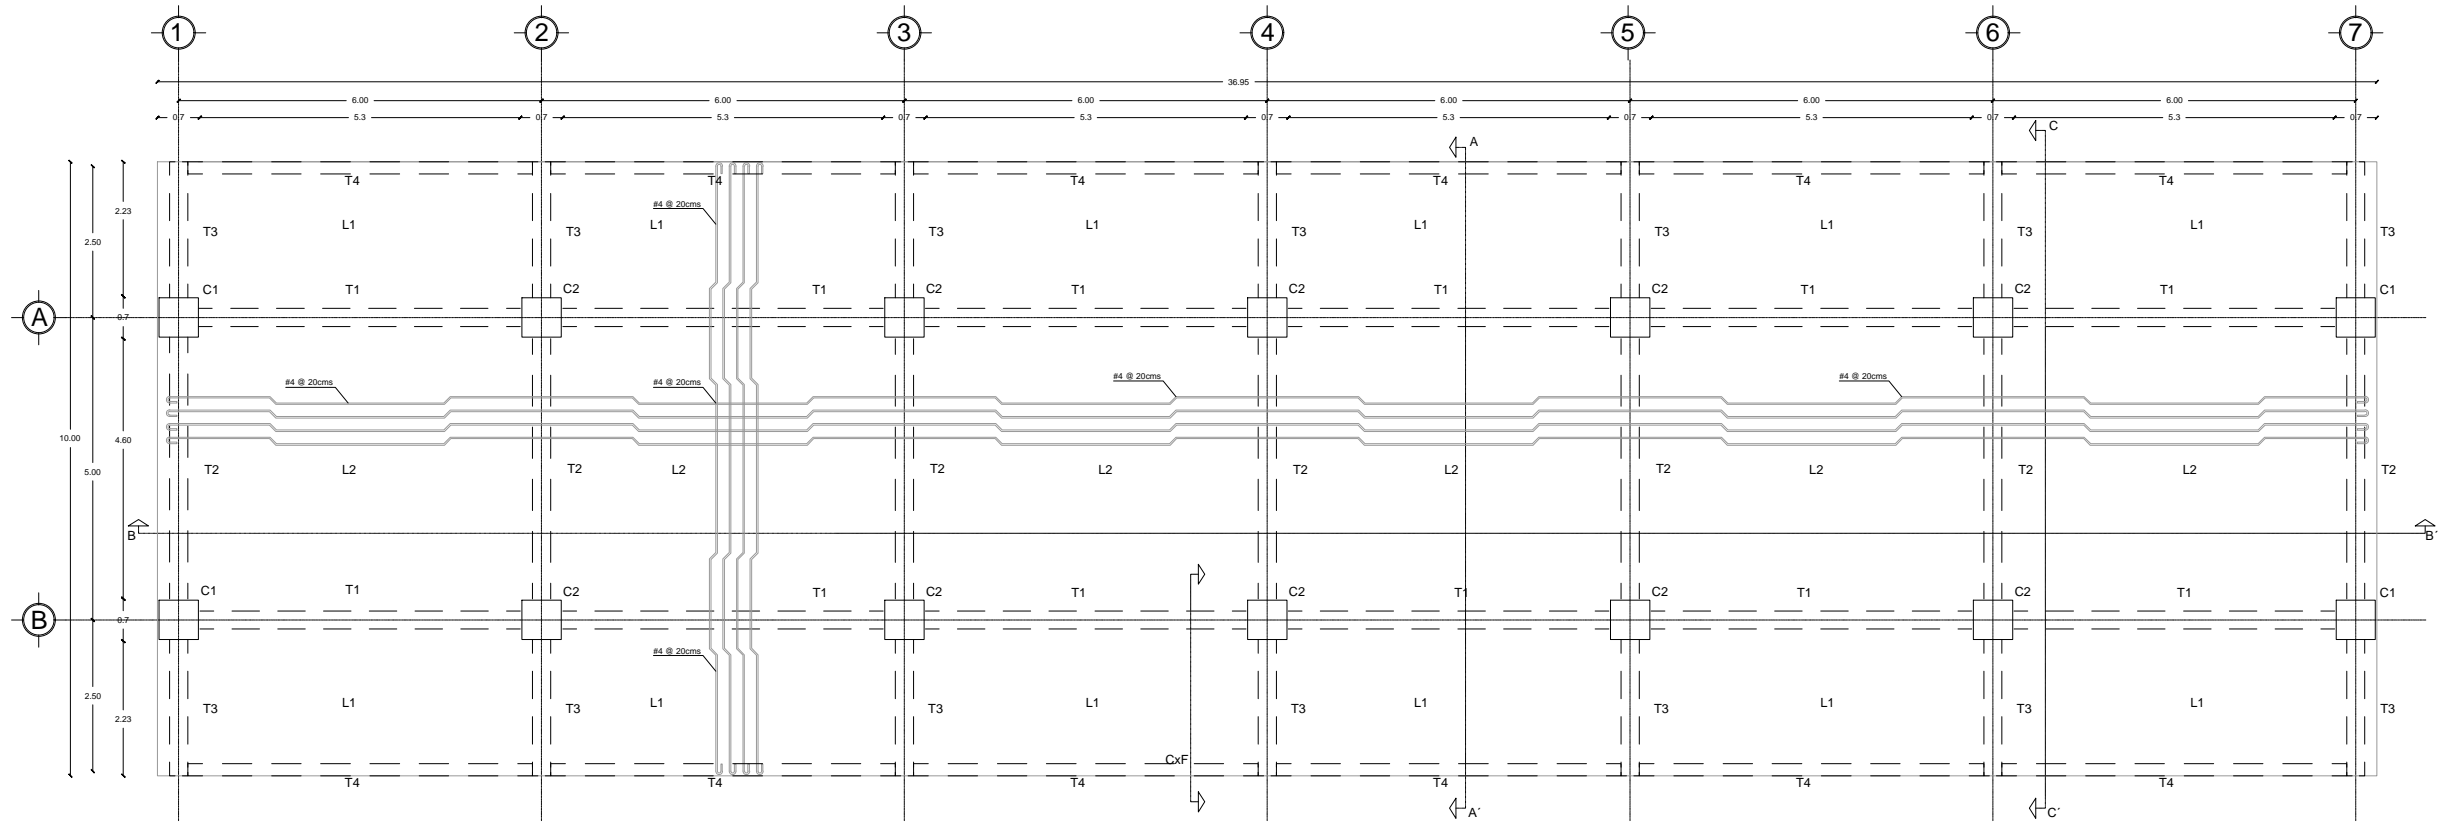 1 2 3 4 5 6 7
36.95
6.00 6.00 6.00 6.00 6.00 6.00
0.7 5.3 0.7 5.3 0.7 5.3 0.7 5.3 0.7 5.3 0.7 5.3 0.7
C
A
T4 T4 T4 T4 T4 T4
#4 @ 20cms
2.23
L1 L1 L1 L1 L1 L1
T3 T3 T3 T3 T3 T3 T3
2.50
C1 T1 C2 T1 C2 T1 C2 T1 C2 T1 C2 T1 C1
A
0.7
#4 @ 20cms #4 @ 20cms #4 @ 20cms #4 @ 20cms
10.00
4.60
5.00
T2 L2 T2 L2 T2 L2 T2 L2 T2 L2 T2 L2 T2
B B´
C1 T1 C2 T1 C2 T1 C2 T1 C2 T1 C2 T1 C1
B
0.7
#4 @ 20cms
2.50
L1 L1 L1 L1 L1 L1
T3 T3 T3 T3 T3 T3 T3
2.23
CxF
T4 T4 T4 T4 T4 T4
A´ C´